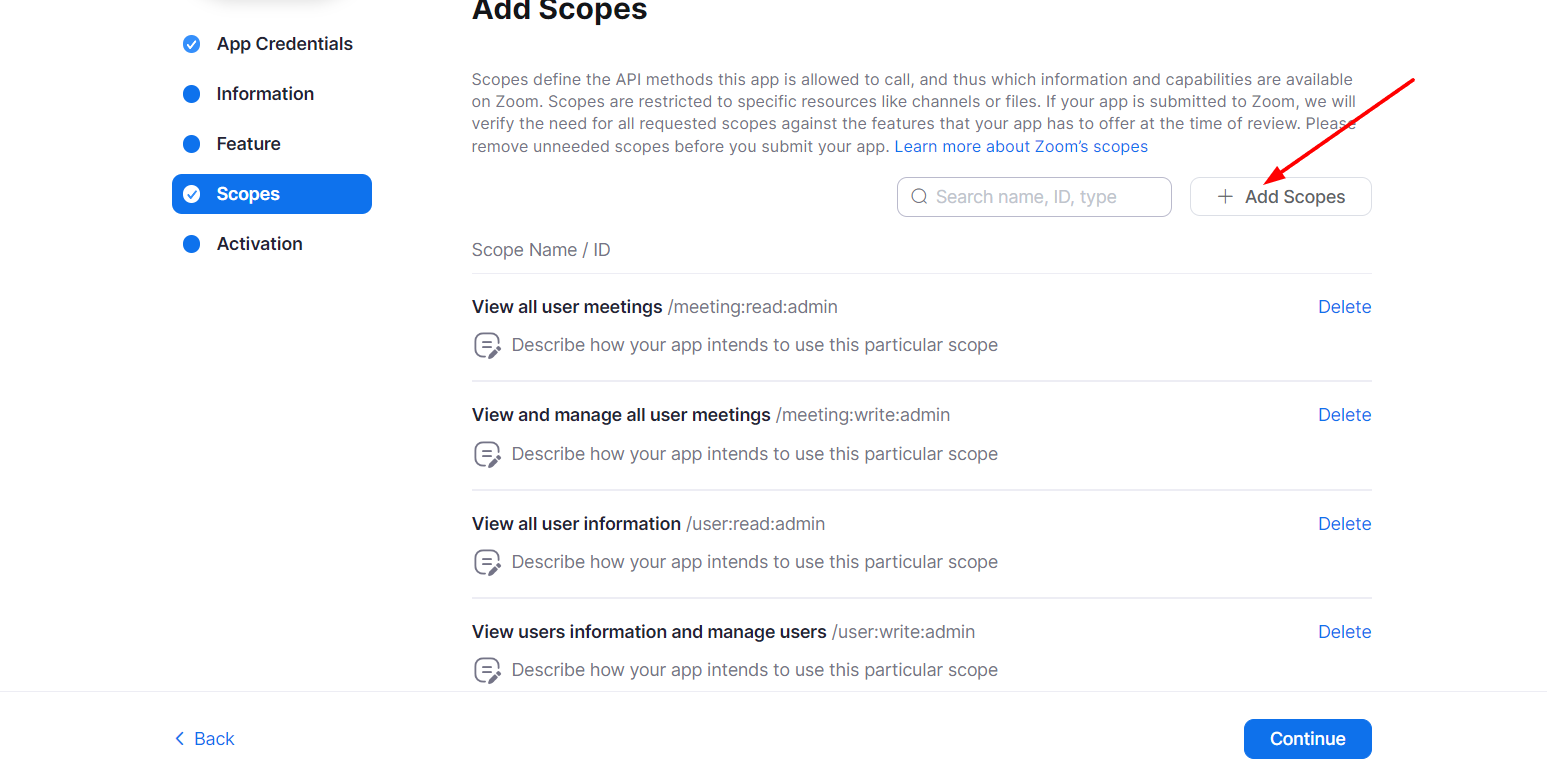 Add Scopes
App Credentials
Information
Feature
Scopes
Activation
Scopes define the API methods this app is allowed to call, and thus which information and capabilities are available
on Zoom. Scopes are restricted to specific resources like channels or files. If your app is submitted to Zoom, we will
verify the need for all requested scopes against the features that your app has to offer at the time of review. Please
remove unneeded scopes before you submit your app. Learn more about Zoom’s scopes
Search name, ID, type
Add Scopes
Scope Name / ID
View all user meetings /meeting:read:admin Delete
Describe how your app intends to use this particular scope
View and manage all user meetings /meeting:write:admin Delete
Describe how your app intends to use this particular scope
View all user information /user:read:admin Delete
Describe how your app intends to use this particular scope
View users information and manage users /user:write:admin Delete
Describe how your app intends to use this particular scope
Back
Continue